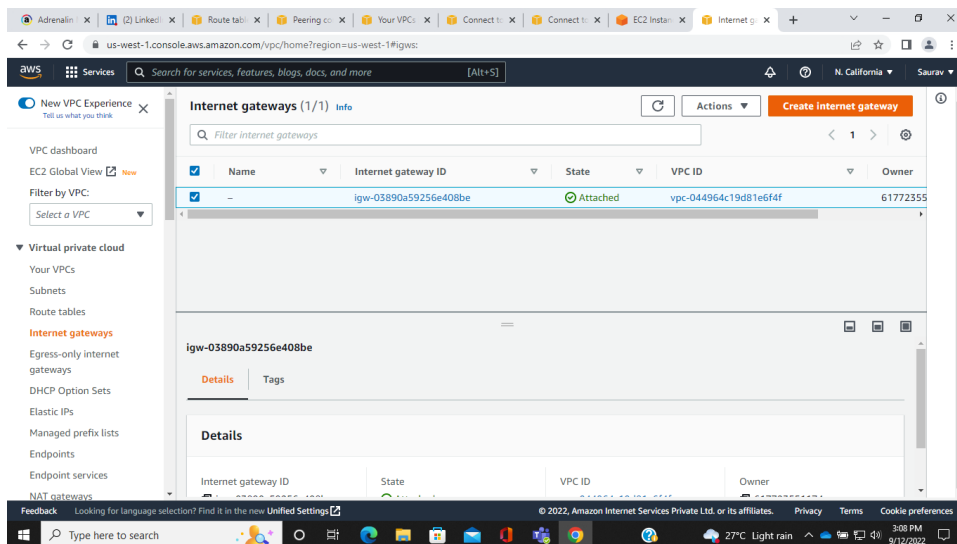 Adrenalin
(2) LinkedI
Route tabl
Peering co
Your VPCs
Connect to
Connect to
EC2 Instan
Internet g
us-west-1.console.aws.amazon.com/vpc/home?region=us-west-1#igws:
aws
Services
Search for services, features, blogs, docs, and more
[Alt+S]
N. California
Saurav
New VPC Experience
Tell us what you think
VPC dashboard
EC2 Global View New
Filter by VPC:
Select a VPC
Virtual private cloud
Your VPCs
Subnets
Route tables
Internet gateways
Egress-only internet
gateways
DHCP Option Sets
Elastic IPs
Managed prefix lists
Endpoints
Endpoint services
NAT gateways
Internet gateways (1/1) Info
Actions
Create internet gateway
Filter internet gateways
1
Name
Internet gateway ID
State
VPC ID
Owner
–
igw-03890a59256e408be
Attached
vpc-044964c19d81e6f4f
61772355
igw-03890a59256e408be
Details
Tags
Details
Internet gateway ID
State
VPC ID
Owner
Feedback
Looking for language selection? Find it in the new Unified Settings
© 2022, Amazon Internet Services Private Ltd. or its affiliates.
Privacy
Terms
Cookie preferences
Type here to search
27°C Light rain
3:08 PM
9/12/2022